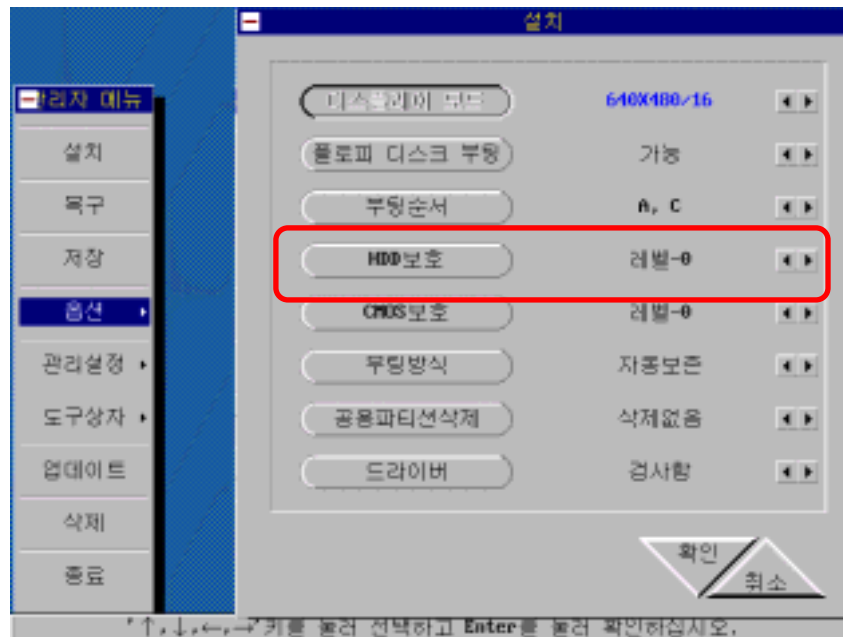 설치
관리자 메뉴
설치
복구
저장
옵션
관리설정
도구상자
업데이트
삭제
종료
디스플레이 모드 640X480/16
플로피 디스크 부팅 가능
부팅순서 A, C
HDD보호 레벨-0
CMOS보호 레벨-0
부팅방식 자동보존
공용파티션삭제 삭제없음
드라이버 검사함
확인
취소
'↑,↓,←,→'키를 눌러 선택하고 Enter를 눌러 확인하십시오.